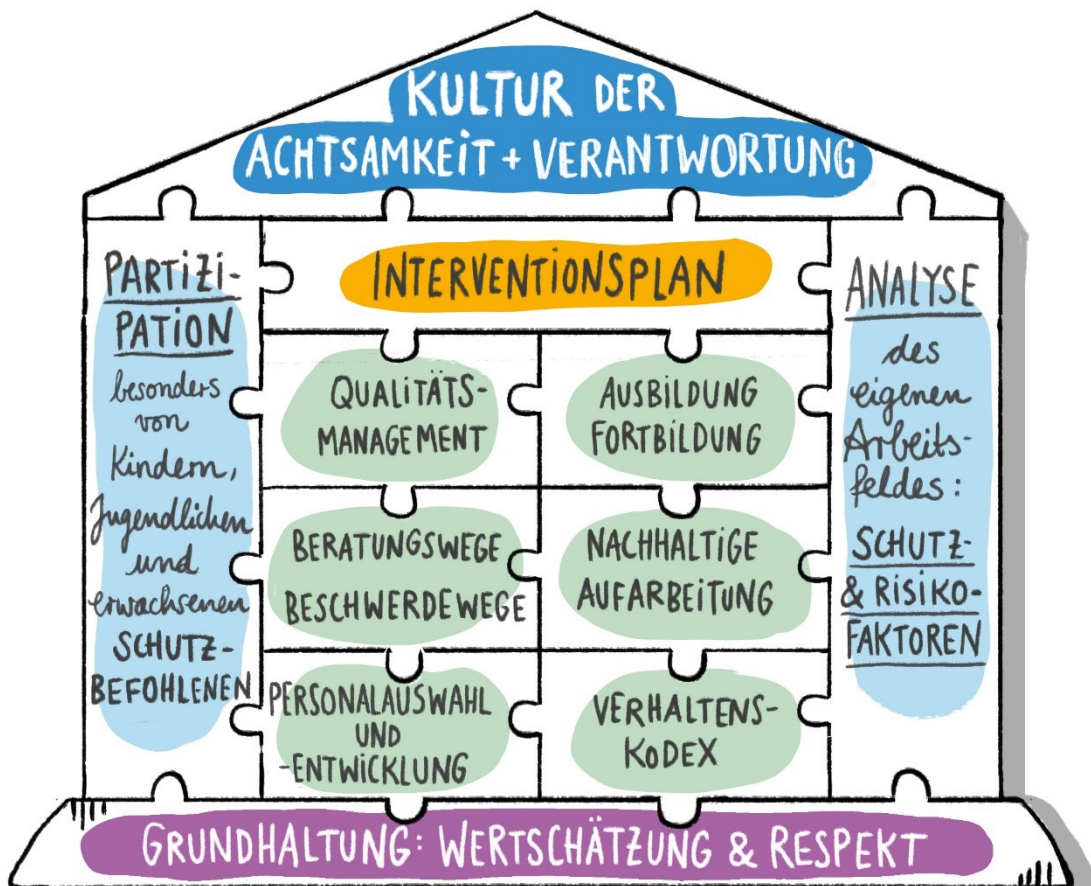 KULTUR DER
ACHTSAMKEIT + VERANTWORTUNG
PARTIZI-
PATION
besonders
von
Kindern,
Jugendlichen
und
erwachsenen
SCHUTZ-
BEFOHLENEN
INTERVENTIONSPLAN
QUALITÄTS-
MANAGEMENT
AUSBILDUNG
FORTBILDUNG
BERATUNGSWEGE
BESCHWERDEWEGE
NACHHALTIGE
AUFARBEITUNG
PERSONALAUSWAHL
UND
-ENTWICKLUNG
VERHALTENS-
KODEX
ANALYSE
des
eigenen
Arbeits-
feldes:
SCHUTZ-
& RISIKO-
FAKTOREN
GRUNDHALTUNG: WERTSCHÄTZUNG & RESPEKT